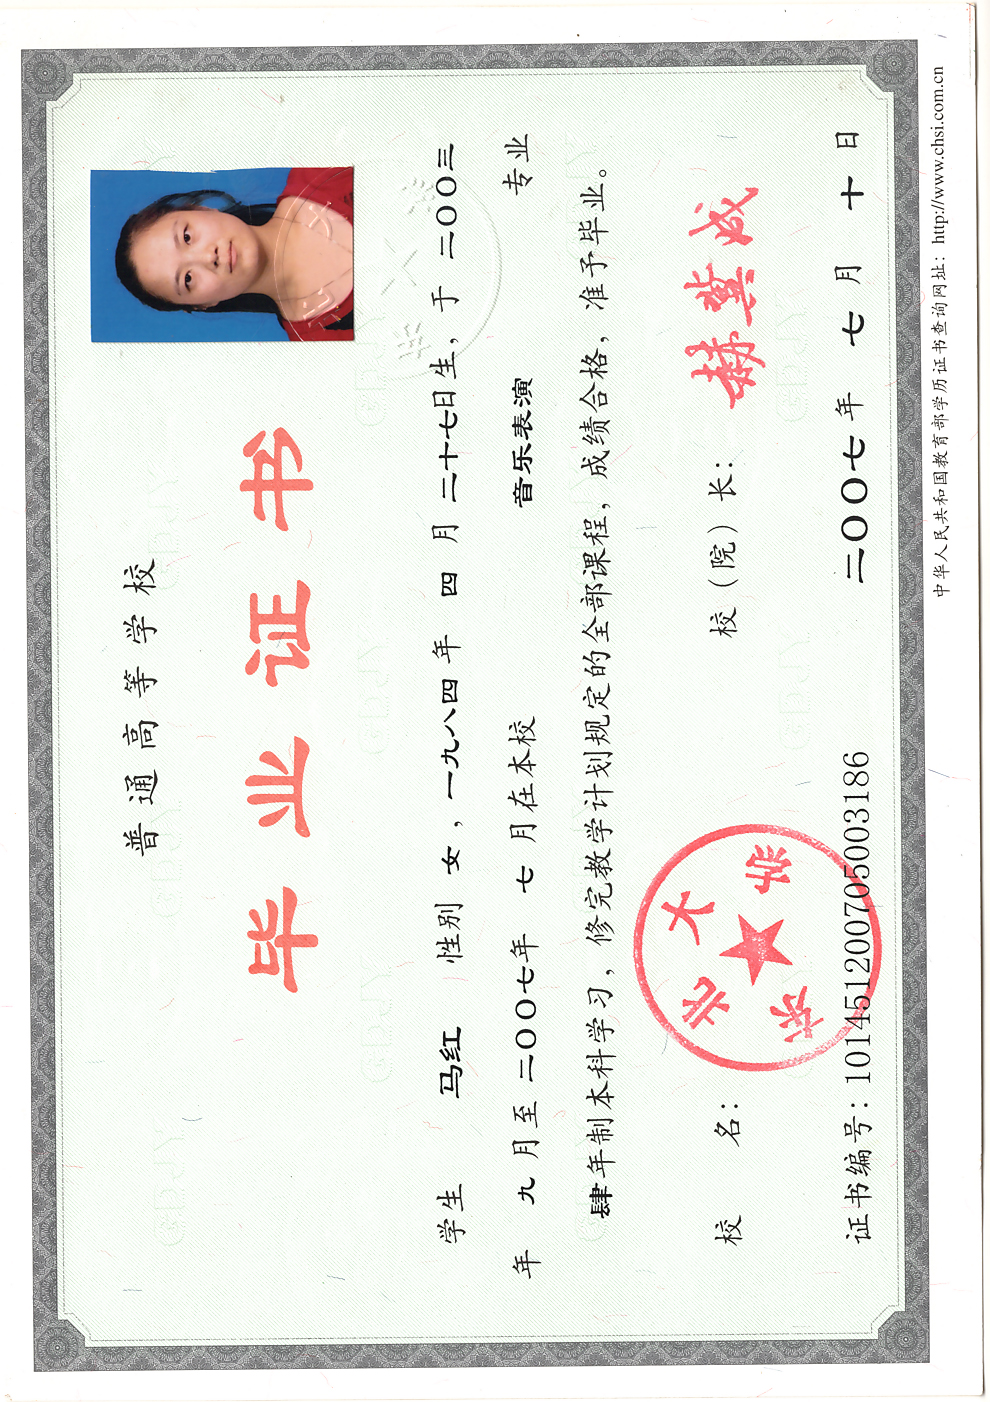 普通高等学校
毕业证书
学生 马红 性别 女，一九八四年 四 月 二十七日生，于 二〇〇三
年 九 月至 二〇〇七年 七 月在本校 音乐表演 专业
肆年制本科学习，修完教学计划规定的全部课程，成绩合格，准予毕业。
校 名： 东北大学
校（院）长： 赫冀成
证书编号：101451200705003186
二〇〇七年 七 月 十 日
中华人民共和国教育部学历证书查询网址：http://www.chsi.com.cn